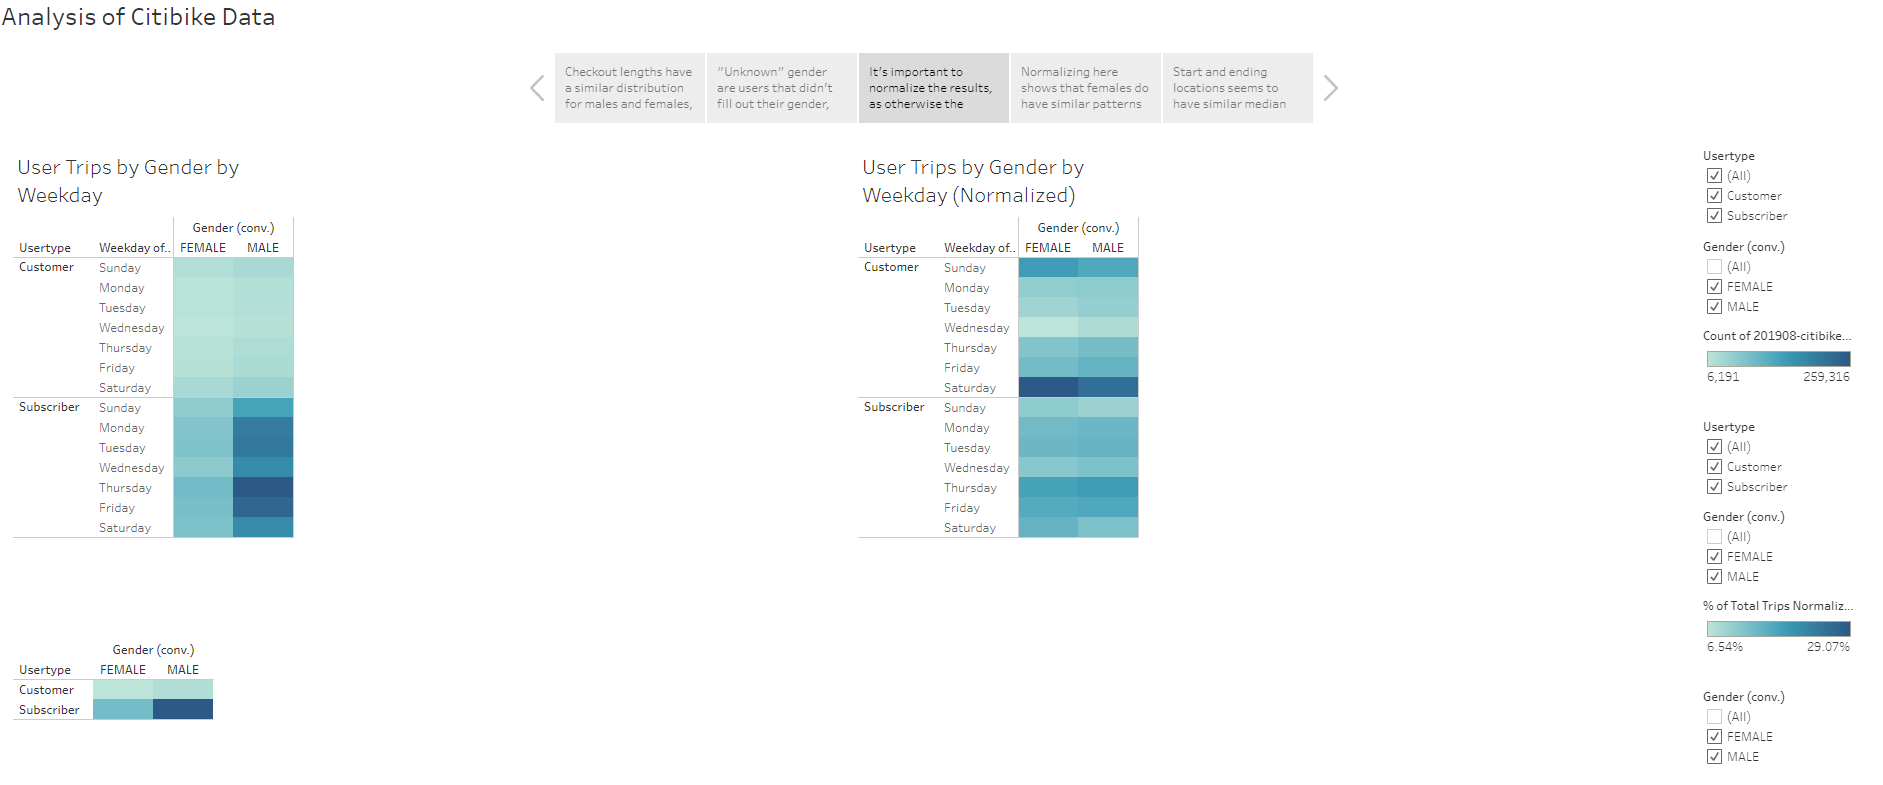 Analysis of Citibike Data
Checkout lengths have
a similar distribution
for males and females,
"Unknown" gender
are users that didn't
fill out their gender,
It's important to
normalize the results,
as otherwise the
Normalizing here
shows that females do
have similar patterns
Start and ending
locations seems to
have similar median
User Trips by Gender by
Weekday
Gender (conv.)
Usertype Weekday of.. FEMALE MALE
Customer Sunday
Monday
Tuesday
Wednesday
Thursday
Friday
Saturday
Subscriber Sunday
Monday
Tuesday
Wednesday
Thursday
Friday
Saturday
User Trips by Gender by
Weekday (Normalized)
Gender (conv.)
Usertype Weekday of.. FEMALE MALE
Customer Sunday
Monday
Tuesday
Wednesday
Thursday
Friday
Saturday
Subscriber Sunday
Monday
Tuesday
Wednesday
Thursday
Friday
Saturday
Gender (conv.)
Usertype FEMALE MALE
Customer
Subscriber
Usertype
(All)
Customer
Subscriber
Gender (conv.)
(All)
FEMALE
MALE
Count of 201908-citibike...
6,191 259,316
Usertype
(All)
Customer
Subscriber
Gender (conv.)
(All)
FEMALE
MALE
% of Total Trips Normaliz...
6.54% 29.07%
Gender (conv.)
(All)
FEMALE
MALE